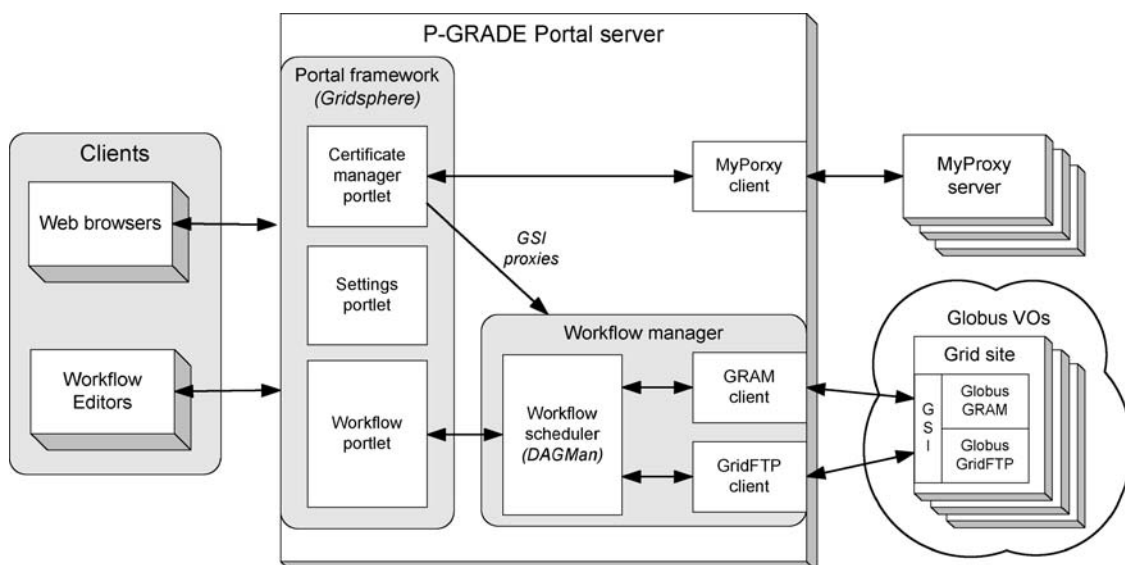 P-GRADE Portal server
Portal framework
(Gridsphere)
Clients
Web browsers
Workflow
Editors
Certificate
manager
portlet
Settings
portlet
Workflow
portlet
GSI
proxies
MyPorxy
client
MyProxy
server
Workflow manager
Workflow
scheduler
(DAGMan)
GRAM
client
GridFTP
client
Globus VOs
Grid site
G
S
I
Globus
GRAM
Globus
GridFTP